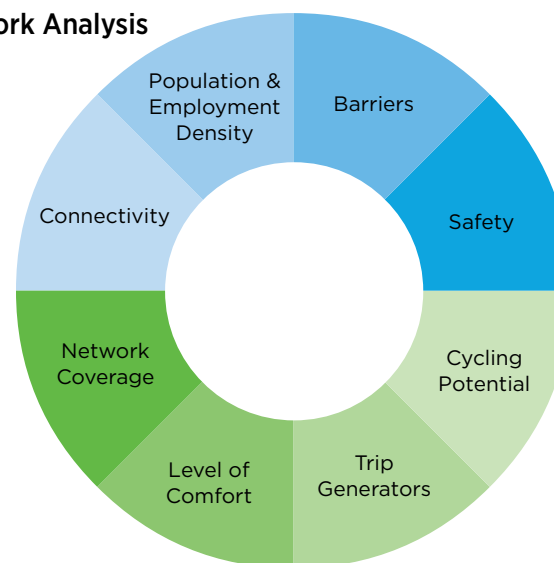 ork Analysis
Population &
Employment
Density
Barriers
Connectivity
Safety
Network
Coverage
Cycling
Potential
Level of
Comfort
Trip
Generators